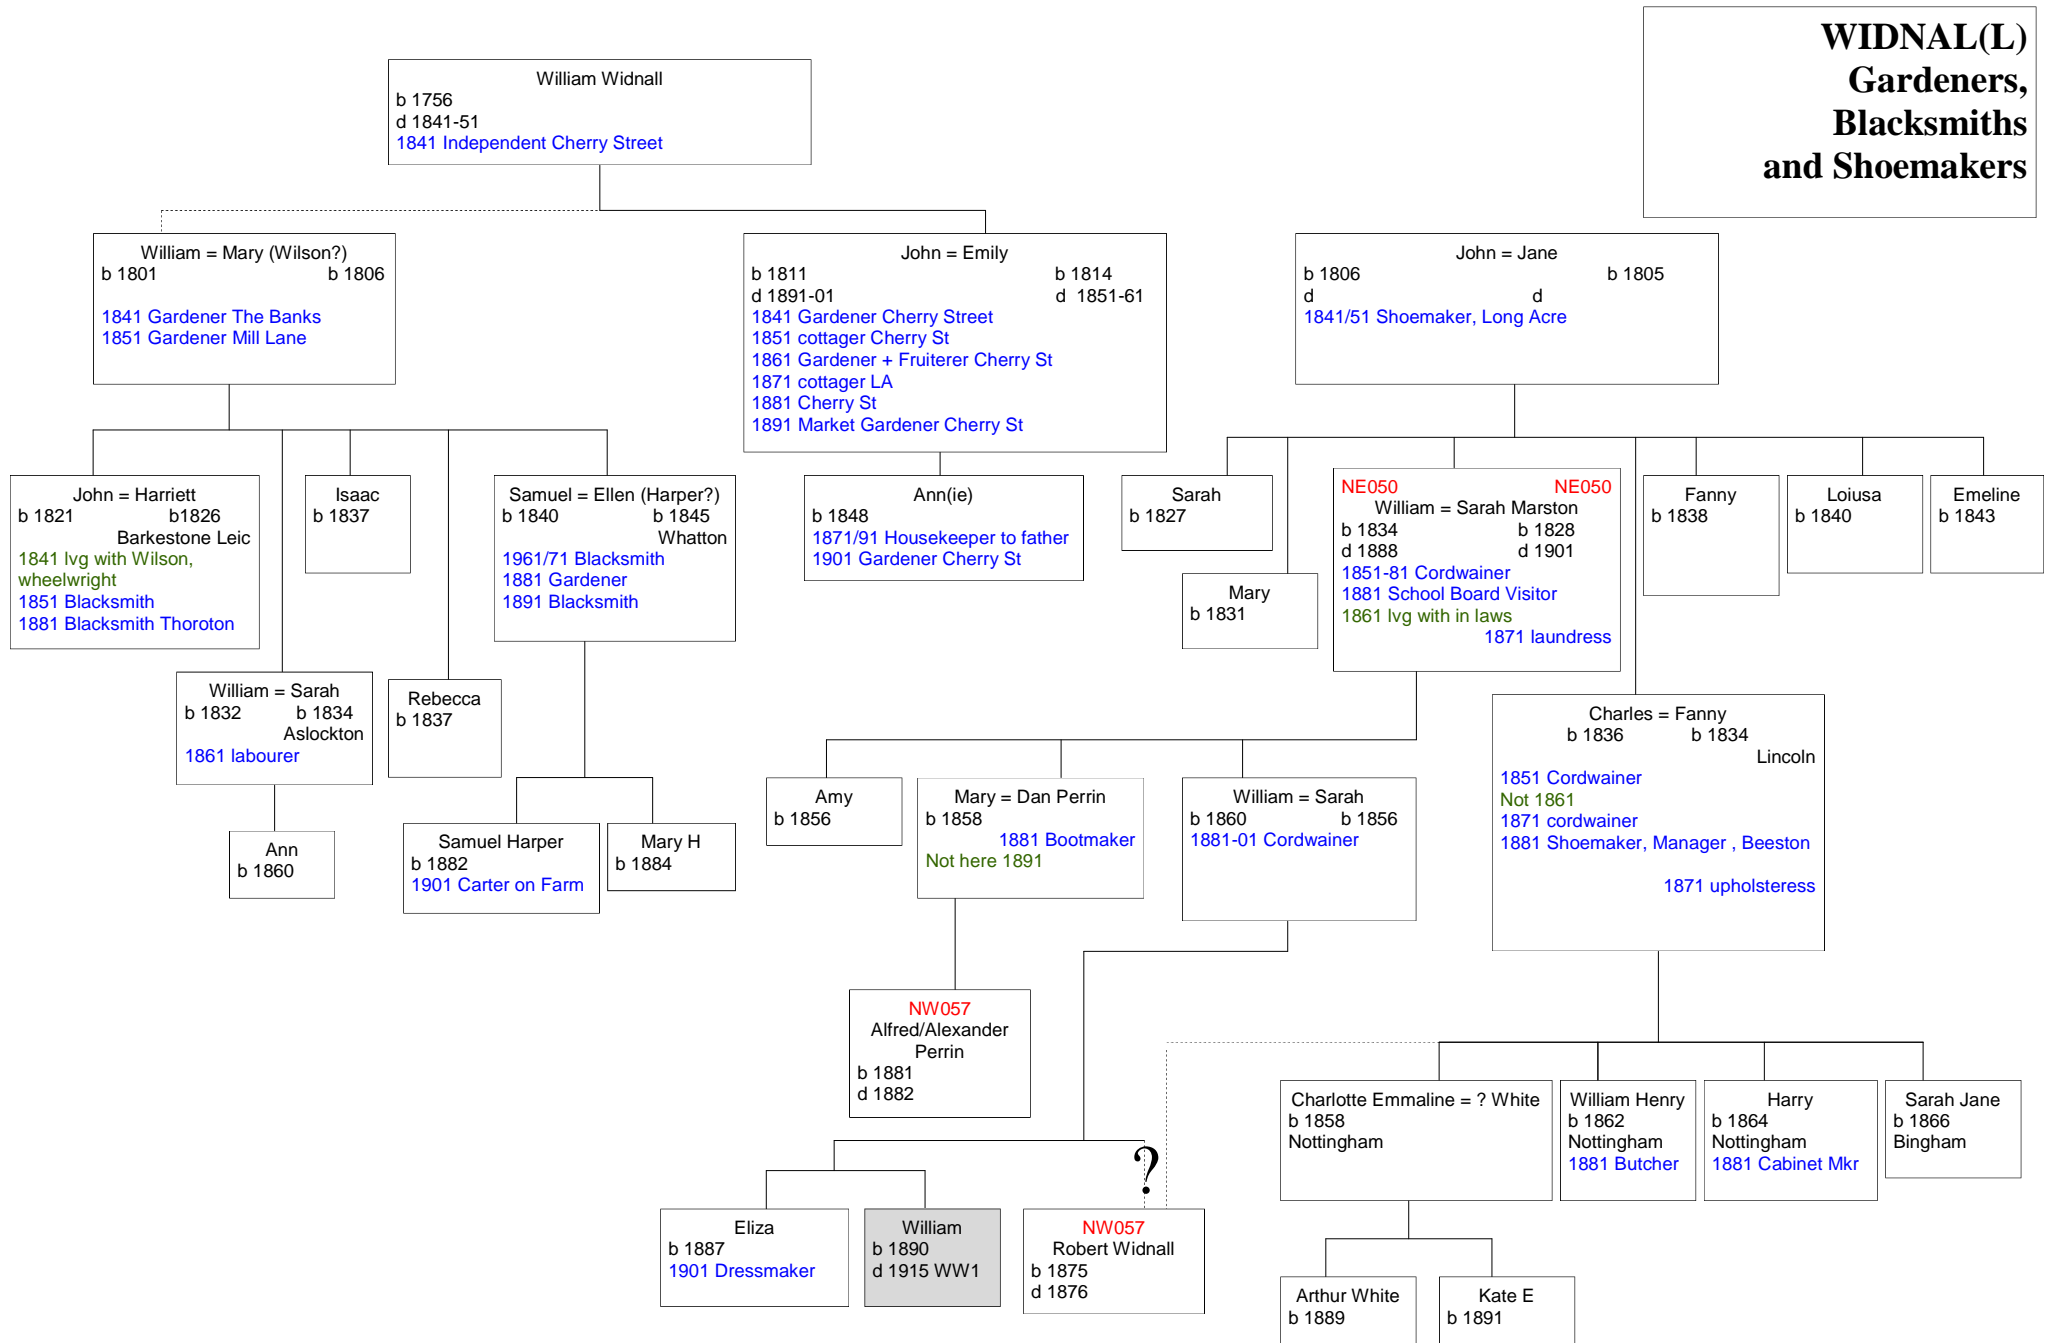 WIDNAL(L)
Gardeners,
Blacksmiths
and Shoemakers
William Widnall
b 1756
d 1841-51
1841 Independent Cherry Street
William = Mary (Wilson?)
b 1801 b 1806
1841 Gardener The Banks
1851 Gardener Mill Lane
John = Emily
b 1811 b 1814
d 1891-01 d 1851-61
1841 Gardener Cherry Street
1851 cottager Cherry St
1861 Gardener + Fruiterer Cherry St
1871 cottager LA
1881 Cherry St
1891 Market Gardener Cherry St
John = Jane
b 1806 b 1805
d d
1841/51 Shoemaker, Long Acre
John = Harriett
b 1821 b1826
Barkestone Leic
1841 lvg with Wilson,
wheelwright
1851 Blacksmith
1881 Blacksmith Thoroton
Isaac
b 1837
Samuel = Ellen (Harper?)
b 1840 b 1845
Whatton
1961/71 Blacksmith
1881 Gardener
1891 Blacksmith
Ann(ie)
b 1848
1871/91 Housekeeper to father
1901 Gardener Cherry St
Sarah
b 1827
Mary
b 1831
NE050 NE050
William = Sarah Marston
b 1834 b 1828
d 1888 d 1901
1851-81 Cordwainer
1881 School Board Visitor
1861 lvg with in laws
1871 laundress
Fanny
b 1838
Loiusa
b 1840
Emeline
b 1843
William = Sarah
b 1832 b 1834
Aslockton
1861 labourer
Rebecca
b 1837
Charles = Fanny
b 1836 b 1834
Lincoln
1851 Cordwainer
Not 1861
1871 cordwainer
1881 Shoemaker, Manager , Beeston
1871 upholsteress
Ann
b 1860
Samuel Harper
b 1882
1901 Carter on Farm
Mary H
b 1884
Amy
b 1856
Mary = Dan Perrin
b 1858
1881 Bootmaker
Not here 1891
William = Sarah
b 1860 b 1856
1881-01 Cordwainer
NW057
Alfred/Alexander
Perrin
b 1881
d 1882
Charlotte Emmaline = ? White
b 1858
Nottingham
William Henry
b 1862
Nottingham
1881 Butcher
Harry
b 1864
Nottingham
1881 Cabinet Mkr
Sarah Jane
b 1866
Bingham
?
Eliza
b 1887
1901 Dressmaker
William
b 1890
d 1915 WW1
NW057
Robert Widnall
b 1875
d 1876
Arthur White
b 1889
Kate E
b 1891